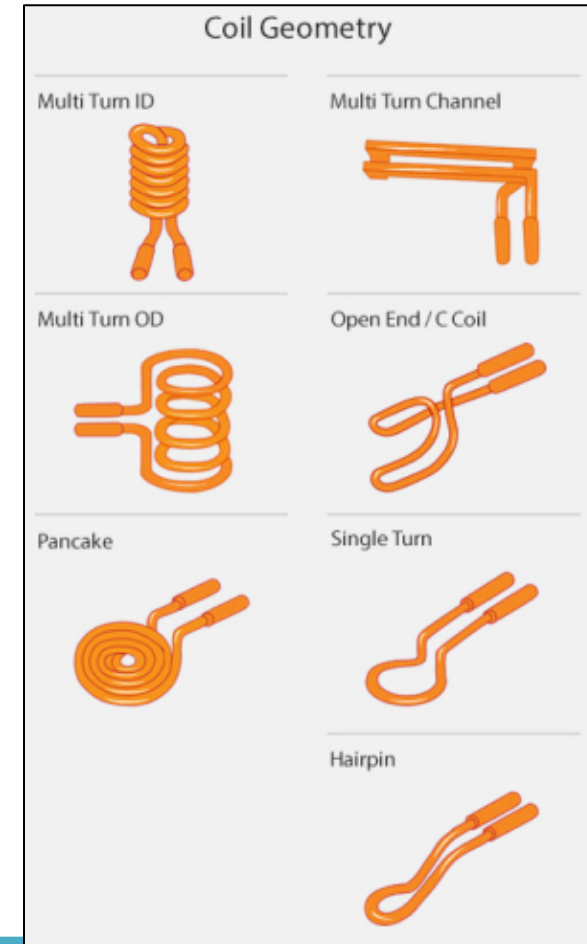 Coil Geometry
Multi Turn ID
Multi Turn Channel
Multi Turn OD
Open End / C Coil
Pancake
Single Turn
Hairpin